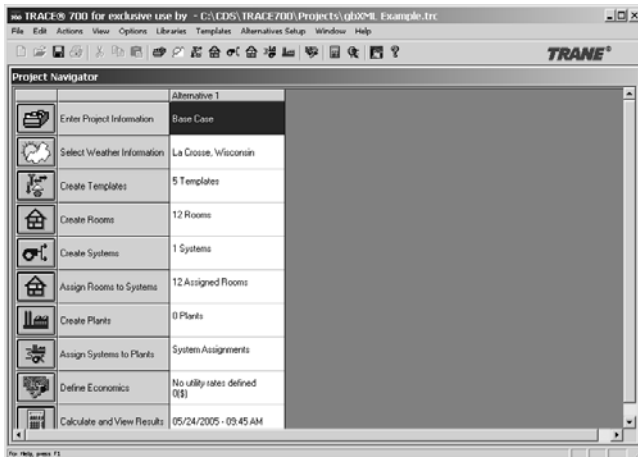 TRACE® 700 for exclusive use by - C:\CDS\TRACE700\Projects\gbXML Example.trc
File Edit Actions View Options Libraries Templates Alternatives Setup Window Help
TRANE®
Project Navigator
Alternative 1
Enter Project Information Base Case
Select Weather Information La Crosse, Wisconsin
Create Templates 5 Templates
Create Rooms 12 Rooms
Create Systems 1 Systems
Assign Rooms to Systems 12 Assigned Rooms
Create Plants 0 Plants
Assign Systems to Plants System Assignments
Define Economics No utility rates defined
0($)
Calculate and View Results 05/24/2005 - 09:45 AM
For Help, press F1